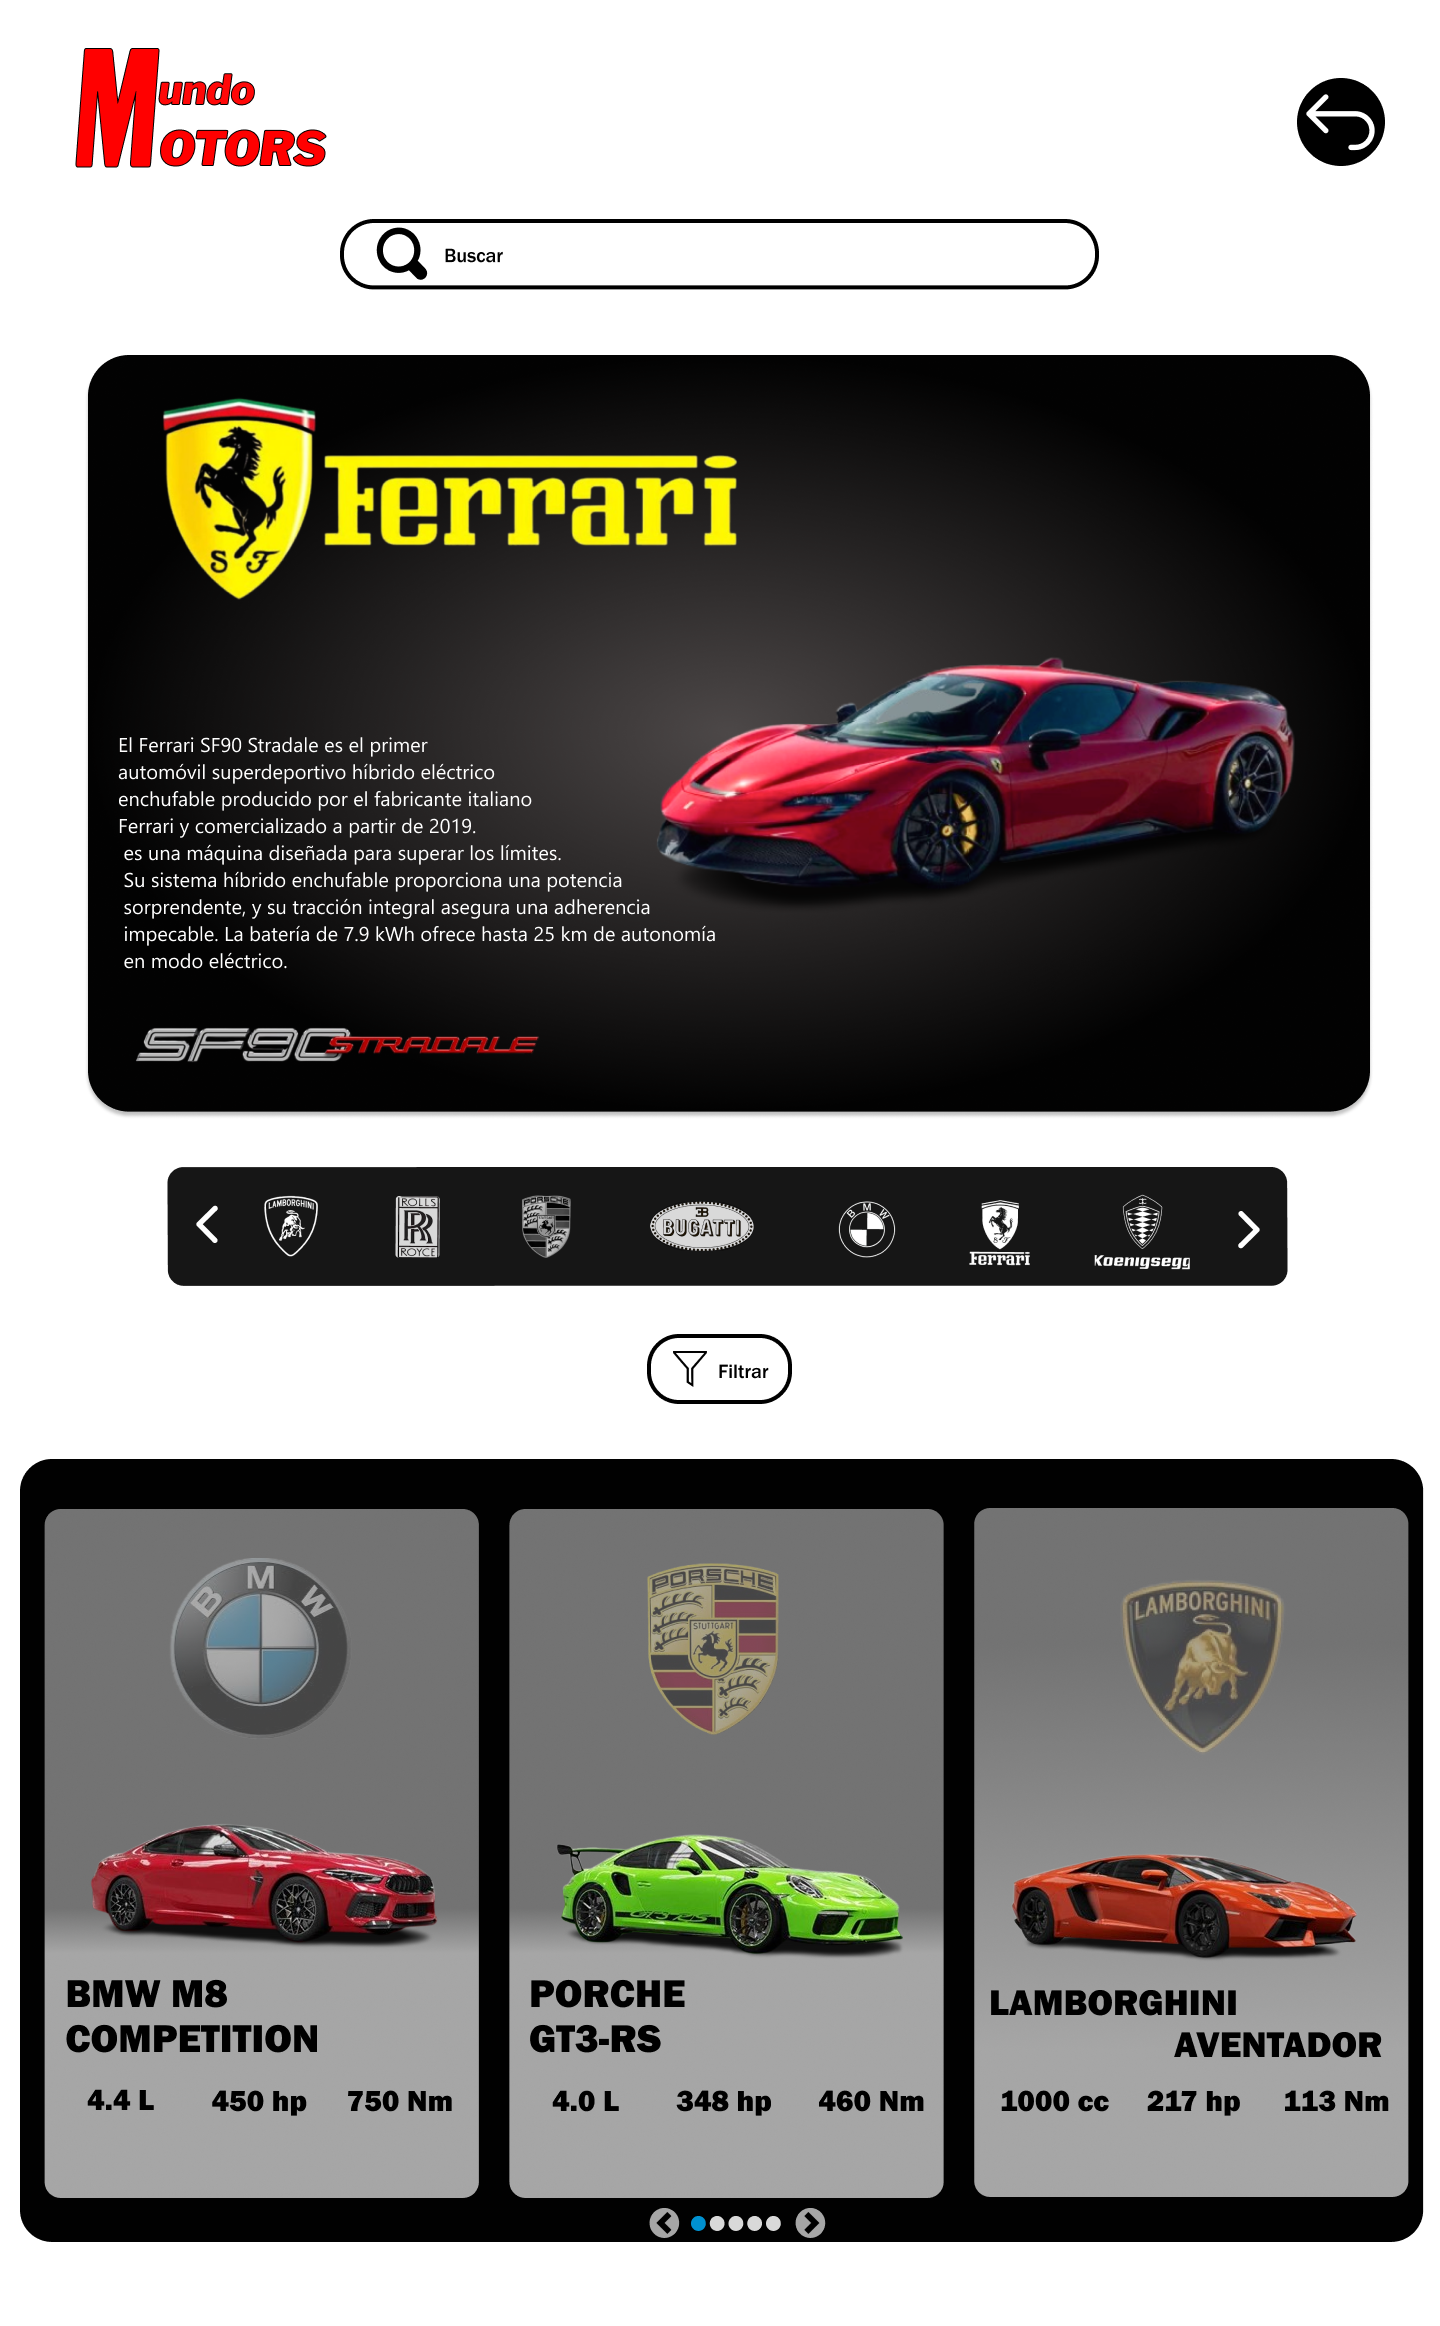 Mundo
MOTORS
Buscar
S F
Ferrari
El Ferrari SF90 Stradale es el primer
automóvil superdeportivo híbrido eléctrico
enchufable producido por el fabricante italiano
Ferrari y comercializado a partir de 2019.
es una máquina diseñada para superar los límites.
Su sistema híbrido enchufable proporciona una potencia
sorprendente, y su tracción integral asegura una adherencia
impecable. La batería de 7.9 kWh ofrece hasta 25 km de autonomía
en modo eléctrico.
SF90 STRADALE
LAMBORGHINI
ROLLS
RR
ROYCE
PORSCHE
EB
BUGATTI
BMW
S F
Ferrari
Koenigsegg
Filtrar
BMW
BMW M8
COMPETITION
4.4 L 450 hp 750 Nm
PORSCHE
STUTTGART
GT3 RS
PORCHE
GT3-RS
4.0 L 348 hp 460 Nm
LAMBORGHINI
LAMBORGHINI
AVENTADOR
1000 cc 217 hp 113 Nm